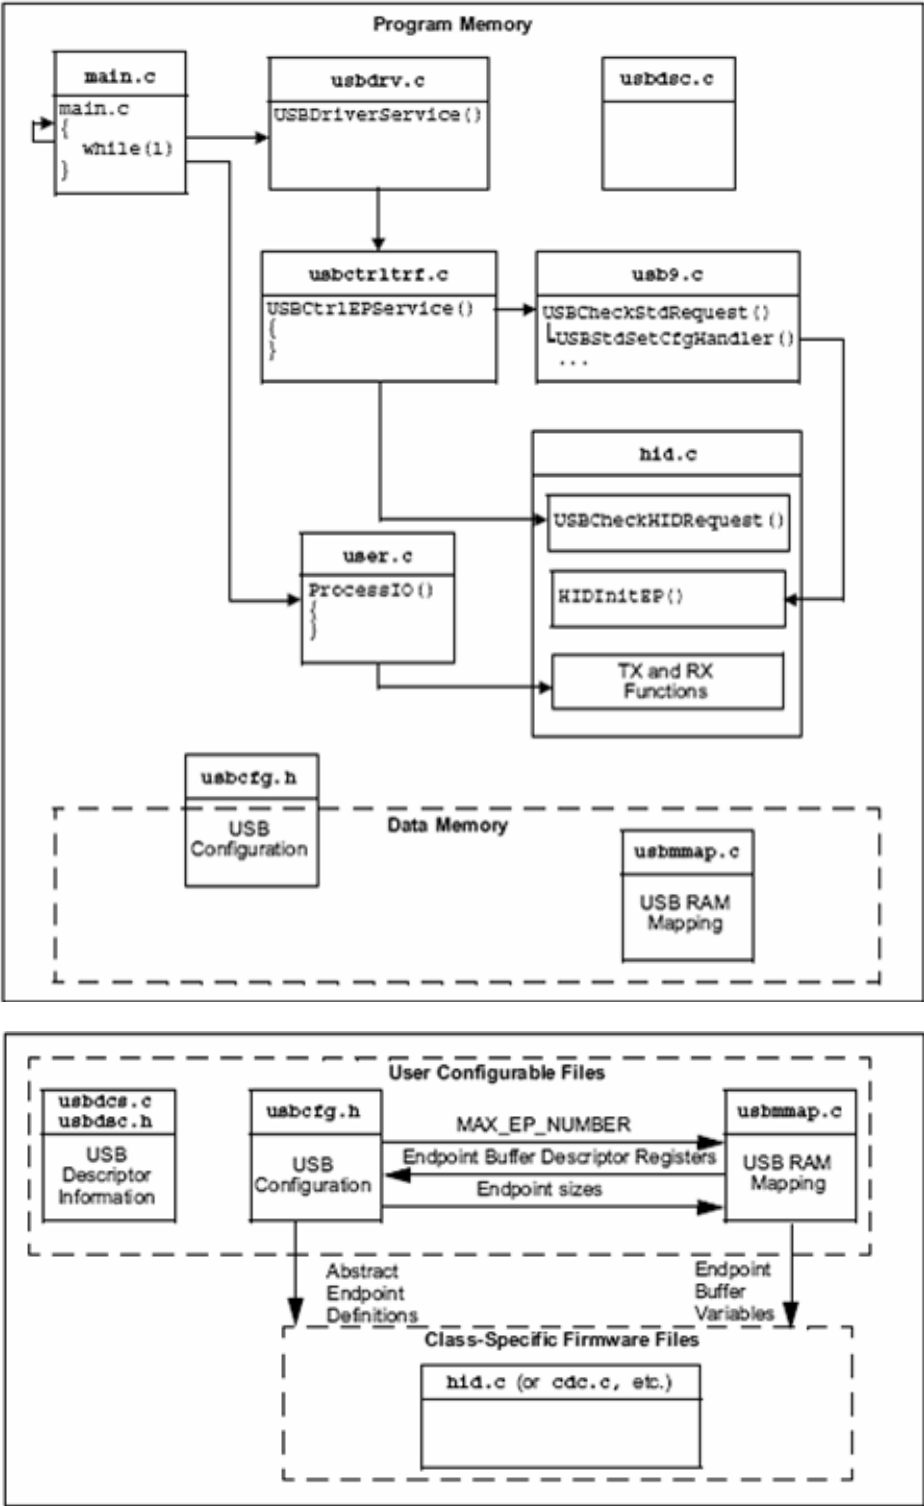 Program Memory
main.c
main.c
{
while(1)
}
usbdrv.c
USBDriverService()
usbdsc.c
usbctrltrf.c
USBCtrlEPService()
{
}
usb9.c
USBCheckStdRequest()
USBStdSetCfgHandler()
...
hid.c
USBCheckHIDRequest()
HIDInitEP()
TX and RX
Functions
user.c
ProcessIO()
{
}
usbcfg.h
USB
Configuration
Data Memory
usbmmap.c
USB RAM
Mapping
User Configurable Files
usbdcs.c
usbdsc.h
USB
Descriptor
Information
usbcfg.h
USB
Configuration
MAX_EP_NUMBER
Endpoint Buffer Descriptor Registers
Endpoint sizes
usbmmap.c
USB RAM
Mapping
Abstract
Endpoint
Definitions
Endpoint
Buffer
Variables
Class-Specific Firmware Files
hid.c (or cdc.c, etc.)